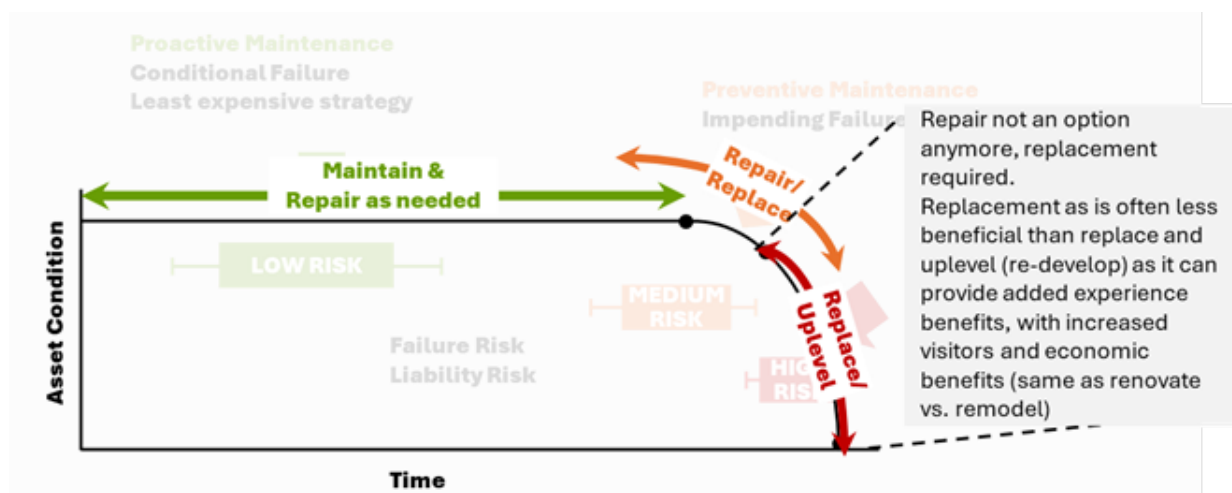 Proactive Maintenance
Conditional Failure
Least expensive strategy
Preventive Maintenance
Impending Failure
Repair not an option
anymore, replacement
required.
Replacement as is often less
beneficial than replace and
uplevel (re-develop) as it can
provide added experience
benefits, with increased
visitors and economic
benefits (same as renovate
vs. remodel)
Maintain &
Repair as needed
Repair/
Replace
LOW RISK
MEDIUM
RISK
Replace/
Uplevel
Failure Risk
Liability Risk
Asset Condition
Time